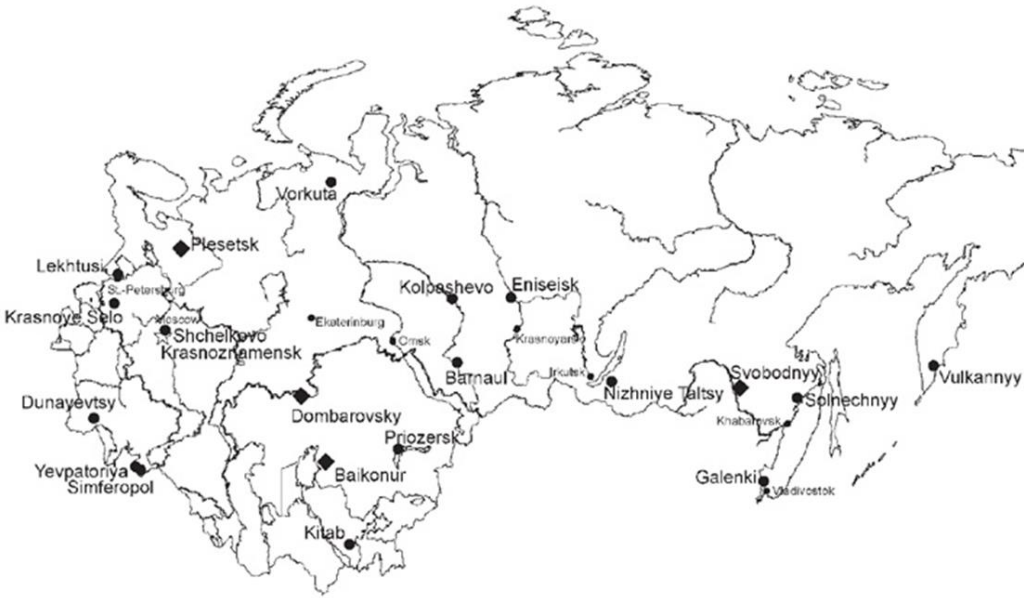 Vorkuta
Plesetsk
Lekhtusi
St.-Petersburg
Kolpashevo
Eniseisk
Krasnoye Selo
Moscow
Ekaterinburg
Shchelkovo
Krasnoznamensk
Omsk
Krasnoyarsk
Irkutsk
Barnaul
Nizhniye Taltsy
Svobodnyy
Vulkannyy
Dunayevtsy
Dombarovsky
Solnechnyy
Khabarovsk
Priozersk
Yevpatoriya
Simferopol
Baikonur
Galenki
Vladivostok
Kitab